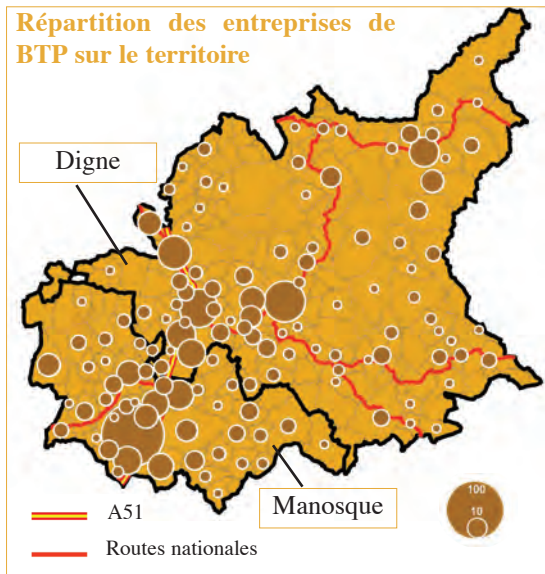 Répartition des entreprises de
BTP sur le territoire
Digne
Manosque
100
10
A51
Routes nationales